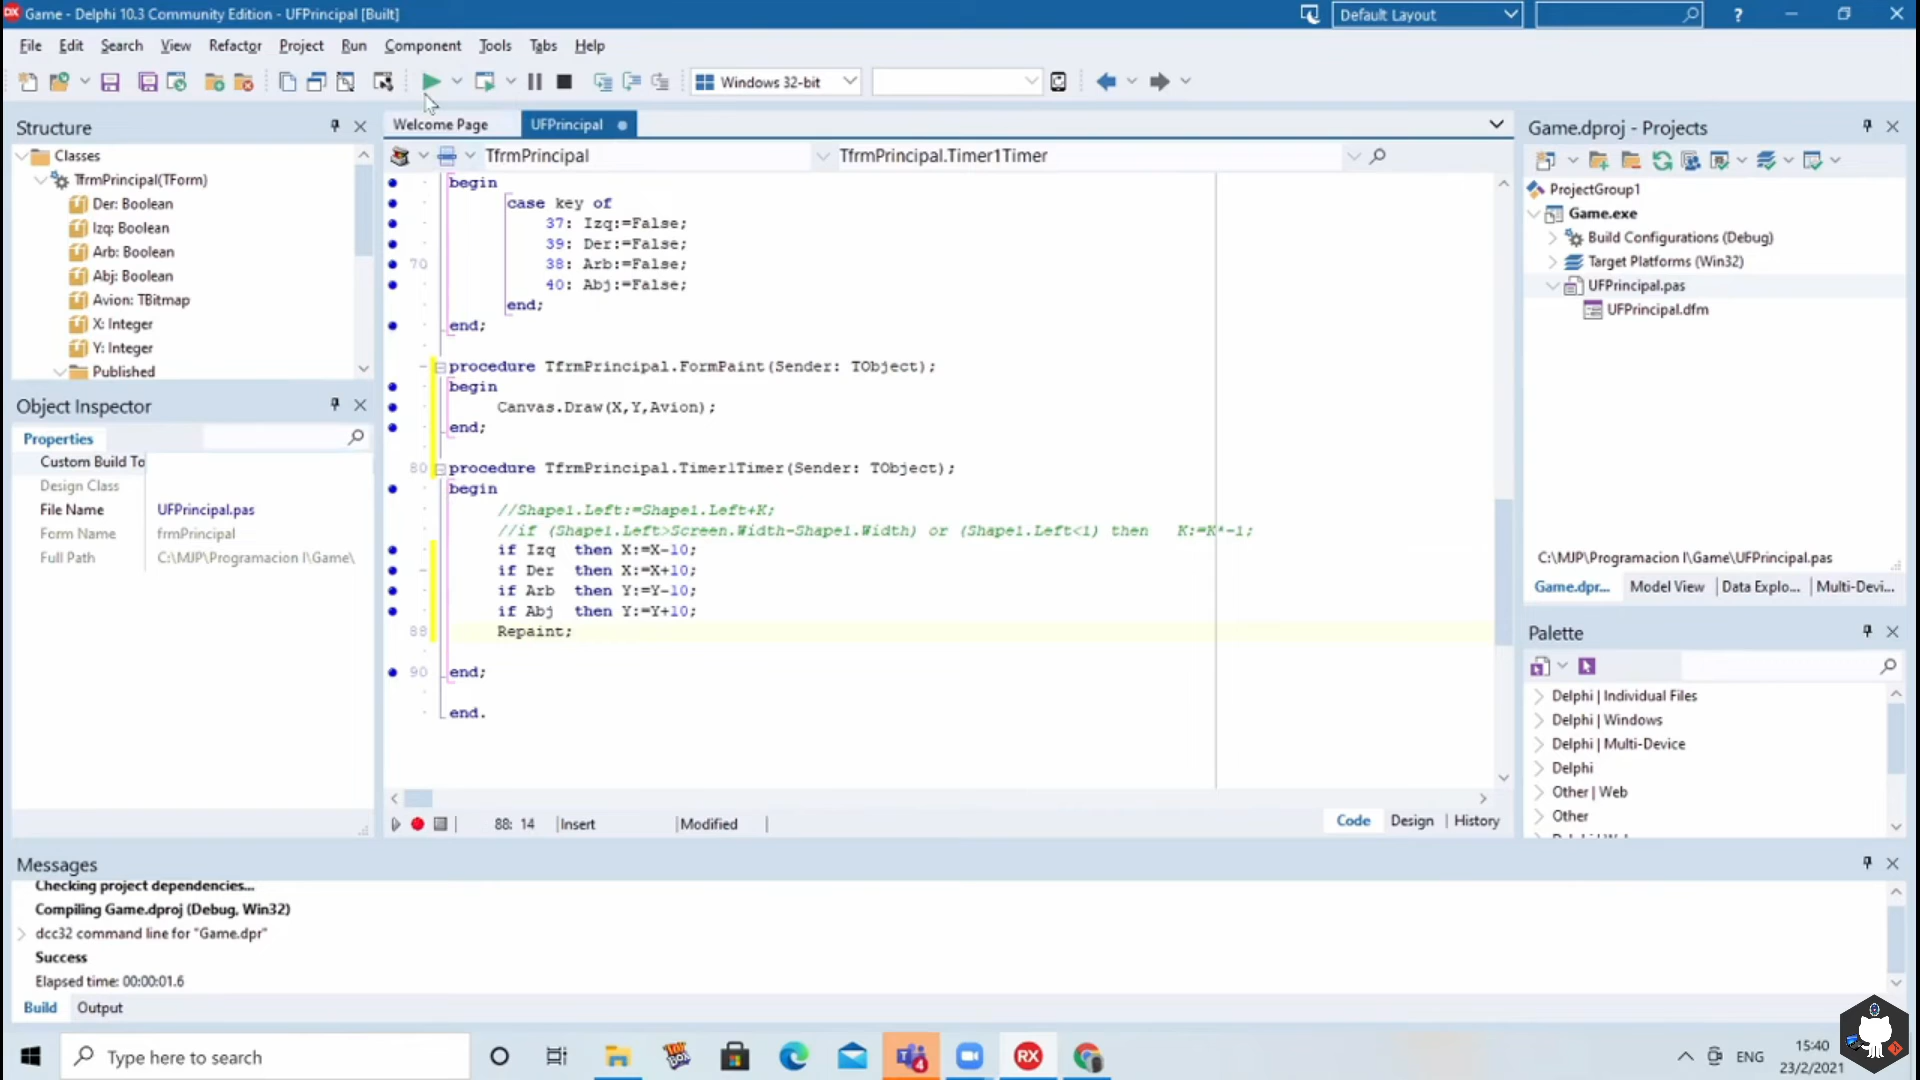 Game - Delphi 10.3 Community Edition - UFPrincipal [Built]
Default Layout
?
File Edit Search View Refactor Project Run Component Tools Tabs Help
Windows 32-bit
Structure
Classes
TfrmPrincipal(TForm)
Der: Boolean
Izq: Boolean
Arb: Boolean
Abj: Boolean
Avion: TBitmap
X: Integer
Y: Integer
Published
Object Inspector
Properties
Custom Build To
Design Class
File Name UFPrincipal.pas
Form Name frmPrincipal
Full Path C:\MJP\Programacion I\Game\
Welcome Page UFPrincipal
TfrmPrincipal TfrmPrincipal.Timer1Timer
begin
case key of
37: Izq:=False;
39: Der:=False;
70 38: Arb:=False;
40: Abj:=False;
end;
end;
procedure TfrmPrincipal.FormPaint(Sender: TObject);
begin
Canvas.Draw(X,Y,Avion);
end;
80 procedure TfrmPrincipal.Timer1Timer(Sender: TObject);
begin
//Shape1.Left:=Shape1.Left+K;
//if (Shape1.Left>Screen.Width-Shape1.Width) or (Shape1.Left<1) then K:=K*-1;
if Izq then X:=X-10;
if Der then X:=X+10;
if Arb then Y:=Y-10;
if Abj then Y:=Y+10;
88 Repaint;
90 end;
end.
88: 14 Insert Modified
Code Design History
Game.dproj - Projects
ProjectGroup1
Game.exe
Build Configurations (Debug)
Target Platforms (Win32)
UFPrincipal.pas
UFPrincipal.dfm
C:\MJP\Programacion I\Game\UFPrincipal.pas
Game.dpr... Model View Data Explo... Multi-Devi...
Palette
Delphi | Individual Files
Delphi | Windows
Delphi | Multi-Device
Delphi
Other | Web
Other
Messages
Checking project dependencies...
Compiling Game.dproj (Debug, Win32)
dcc32 command line for "Game.dpr"
Success
Elapsed time: 00:00:01.6
Build Output
Type here to search
4
RX
ENG
15:40
23/2/2021